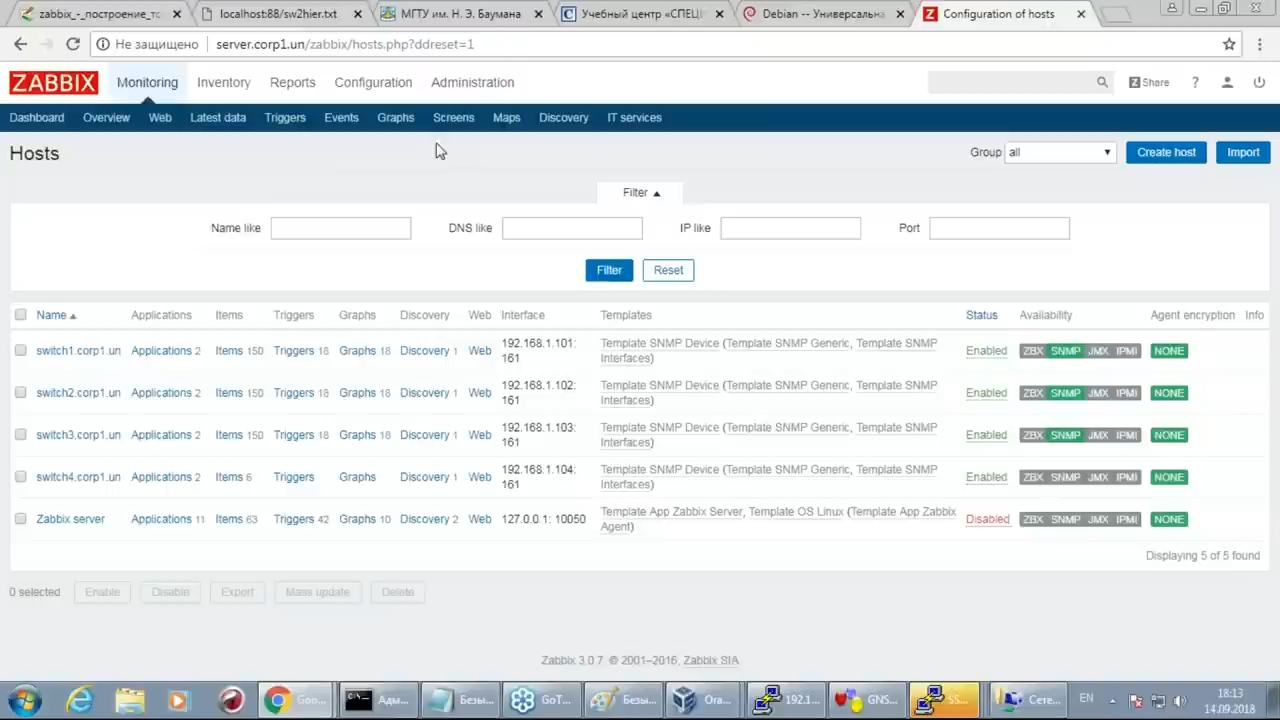 zabbix_-_построение_то
localhost:88/sw2hier.txt
МГТУ им. Н. Э. Баумана
Учебный центр «СПЕЦИ
Debian -- Универсальна
Configuration of hosts
Не защищено
server.corp1.un/zabbix/hosts.php?ddreset=1
ZABBIX
Monitoring
Inventory
Reports
Configuration
Administration
Z Share
?
Dashboard
Overview
Web
Latest data
Triggers
Events
Graphs
Screens
Maps
Discovery
IT services
Hosts
Group all
Create host
Import
Filter
Name like
DNS like
IP like
Port
Filter
Reset
Name Applications Items Triggers Graphs Discovery Web Interface Templates Status Availability Agent encryption Info
switch1.corp1.un Applications 2 Items 150 Triggers 18 Graphs 18 Discovery 1 Web 192.168.1.101: Template SNMP Device (Template SNMP Generic, Template SNMP Enabled ZBX SNMP JMX IPMI NONE
161 Interfaces)
switch2.corp1.un Applications 2 Items 150 Triggers 18 Graphs 18 Discovery 1 Web 192.168.1.102: Template SNMP Device (Template SNMP Generic, Template SNMP Enabled ZBX SNMP JMX IPMI NONE
161 Interfaces)
switch3.corp1.un Applications 2 Items 150 Triggers 18 Graphs 18 Discovery 1 Web 192.168.1.103: Template SNMP Device (Template SNMP Generic, Template SNMP Enabled ZBX SNMP JMX IPMI NONE
161 Interfaces)
switch4.corp1.un Applications 2 Items 6 Triggers Graphs Discovery 1 Web 192.168.1.104: Template SNMP Device (Template SNMP Generic, Template SNMP Enabled ZBX SNMP JMX IPMI NONE
161 Interfaces)
Zabbix server Applications 11 Items 63 Triggers 42 Graphs 10 Discovery 2 Web 127.0.0.1: 10050 Template App Zabbix Server, Template OS Linux (Template App Zabbix Disabled ZBX SNMP JMX IPMI NONE
Agent)
Displaying 5 of 5 found
0 selected
Enable
Disable
Export
Mass update
Delete
Zabbix 3.0.7. © 2001–2016, Zabbix SIA
Goo...
Адм...
Безы...
GoT...
Безы...
Ora...
192.1...
GNS...
SS...
Сете...
EN
18:13
14.09.2018